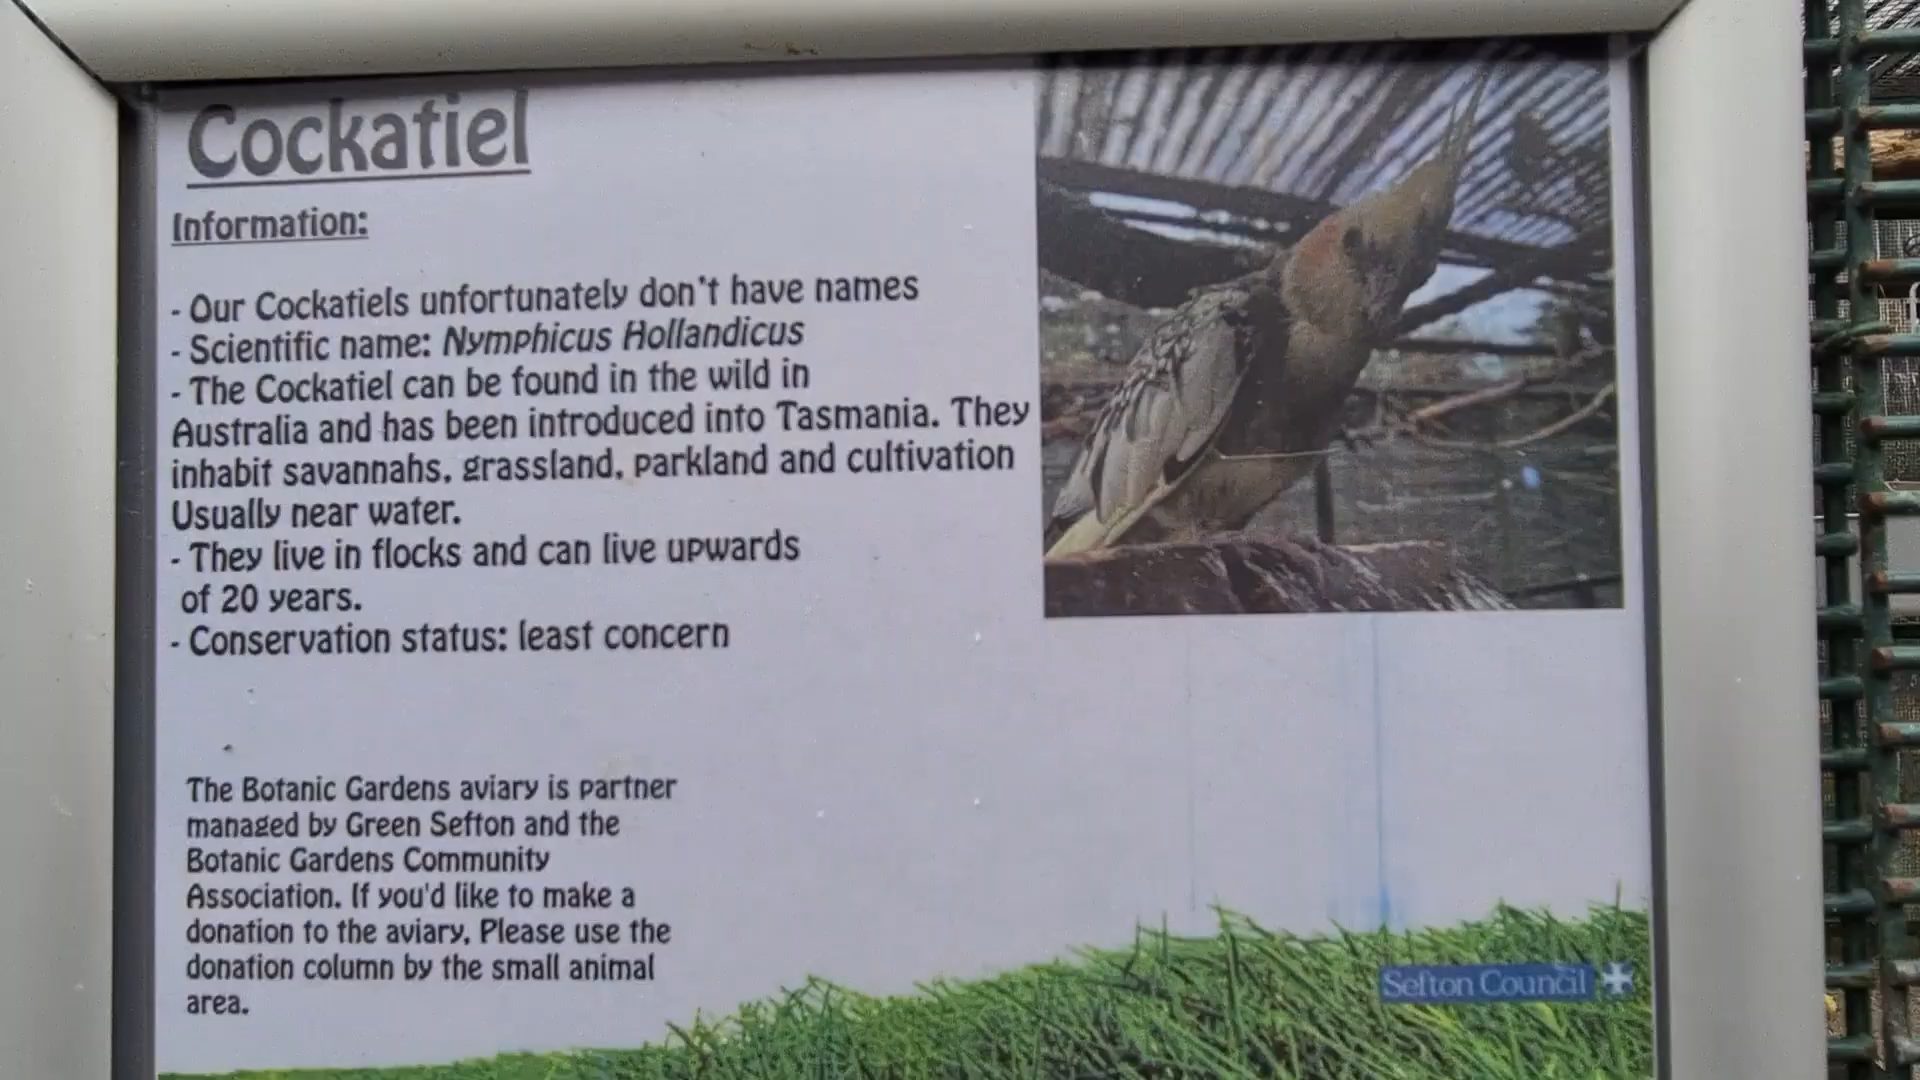 Cockatiel
Information:
- Our Cockatiels unfortunately don't have names
- Scientific name: Nymphicus Hollandicus
- The Cockatiel can be found in the wild in
Australia and has been introduced into Tasmania. They
inhabit savannahs, grassland, parkland and cultivation
Usually near water.
- They live in flocks and can live upwards
of 20 years.
- Conservation status: least concern
The Botanic Gardens aviary is partner
managed by Green Sefton and the
Botanic Gardens Community
Association. If you'd like to make a
donation to the aviary, Please use the
donation column by the small animal
area.
Sefton Council